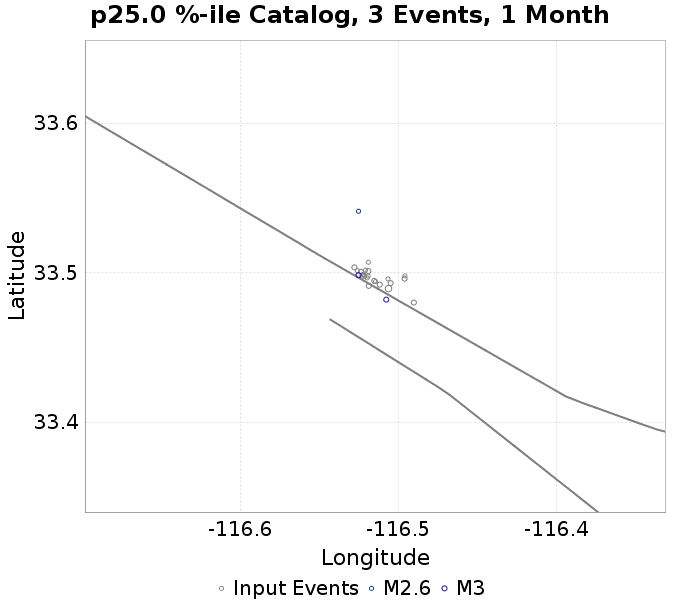 p25.0 %-ile Catalog, 3 Events, 1 Month
33.6
33.5
33.4
Latitude
-116.6 -116.5 -116.4
Longitude
Input Events M2.6 M3